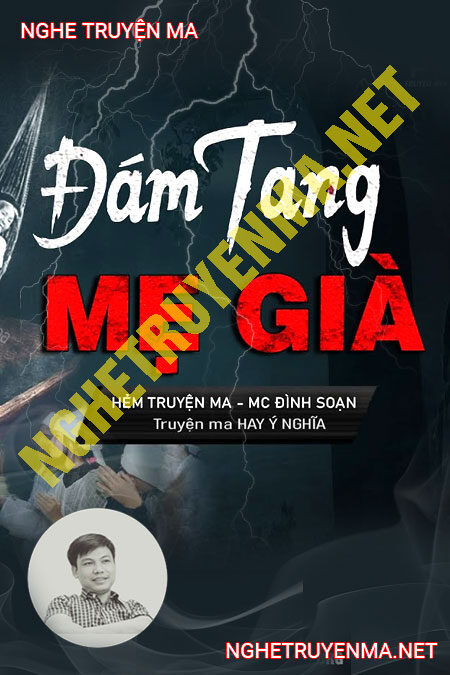 NGHE TRUYỆN MA
Đám Tang
MẸ GIÀ
NGHETRUYENMA.NET
HẺM TRUYỆN MA - MC ĐÌNH SOẠN
Truyện ma HAY Ý NGHĨA
NGHETRUYENMA.NET